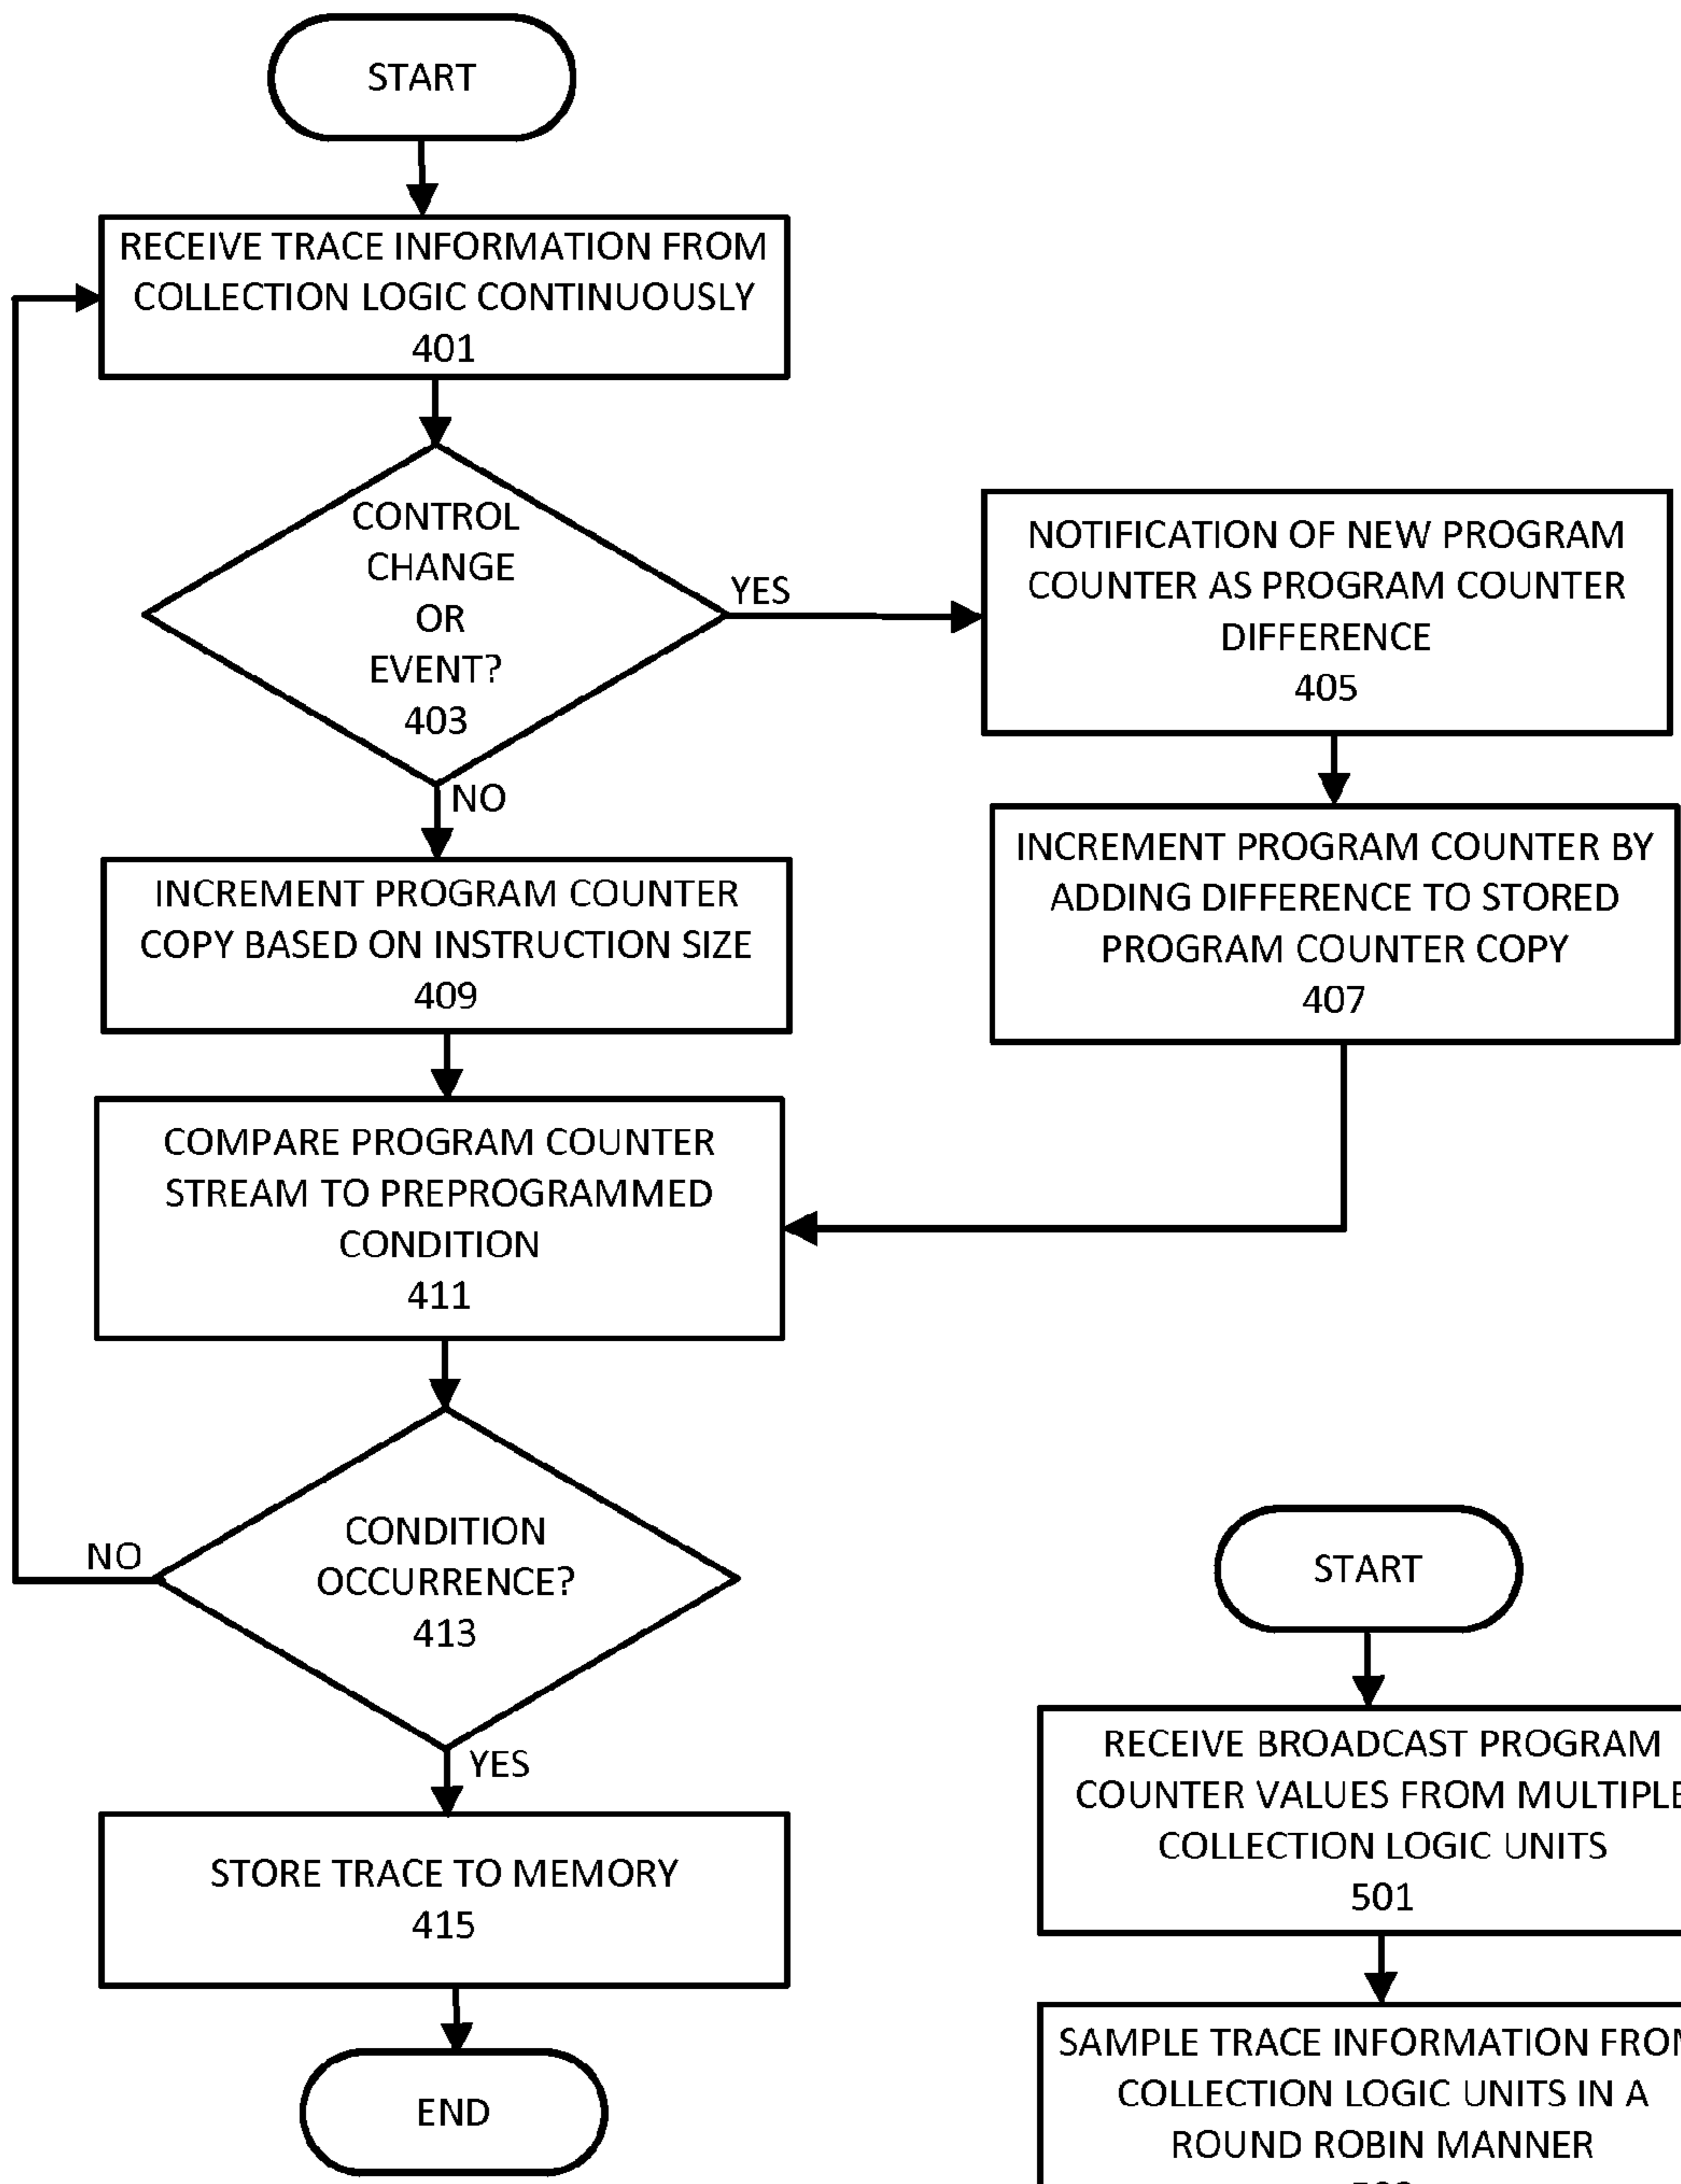 START
RECEIVE TRACE INFORMATION FROM
COLLECTION LOGIC CONTINUOUSLY
401
CONTROL
CHANGE
OR
EVENT?
403
YES
NO
NOTIFICATION OF NEW PROGRAM
COUNTER AS PROGRAM COUNTER
DIFFERENCE
405
INCREMENT PROGRAM COUNTER BY
ADDING DIFFERENCE TO STORED
PROGRAM COUNTER COPY
407
INCREMENT PROGRAM COUNTER
COPY BASED ON INSTRUCTION SIZE
409
COMPARE PROGRAM COUNTER
STREAM TO PREPROGRAMMED
CONDITION
411
CONDITION
OCCURRENCE?
413
NO
YES
STORE TRACE TO MEMORY
415
END
START
RECEIVE BROADCAST PROGRAM
COUNTER VALUES FROM MULTIPLE
COLLECTION LOGIC UNITS
501
SAMPLE TRACE INFORMATION FROM
COLLECTION LOGIC UNITS IN A
ROUND ROBIN MANNER